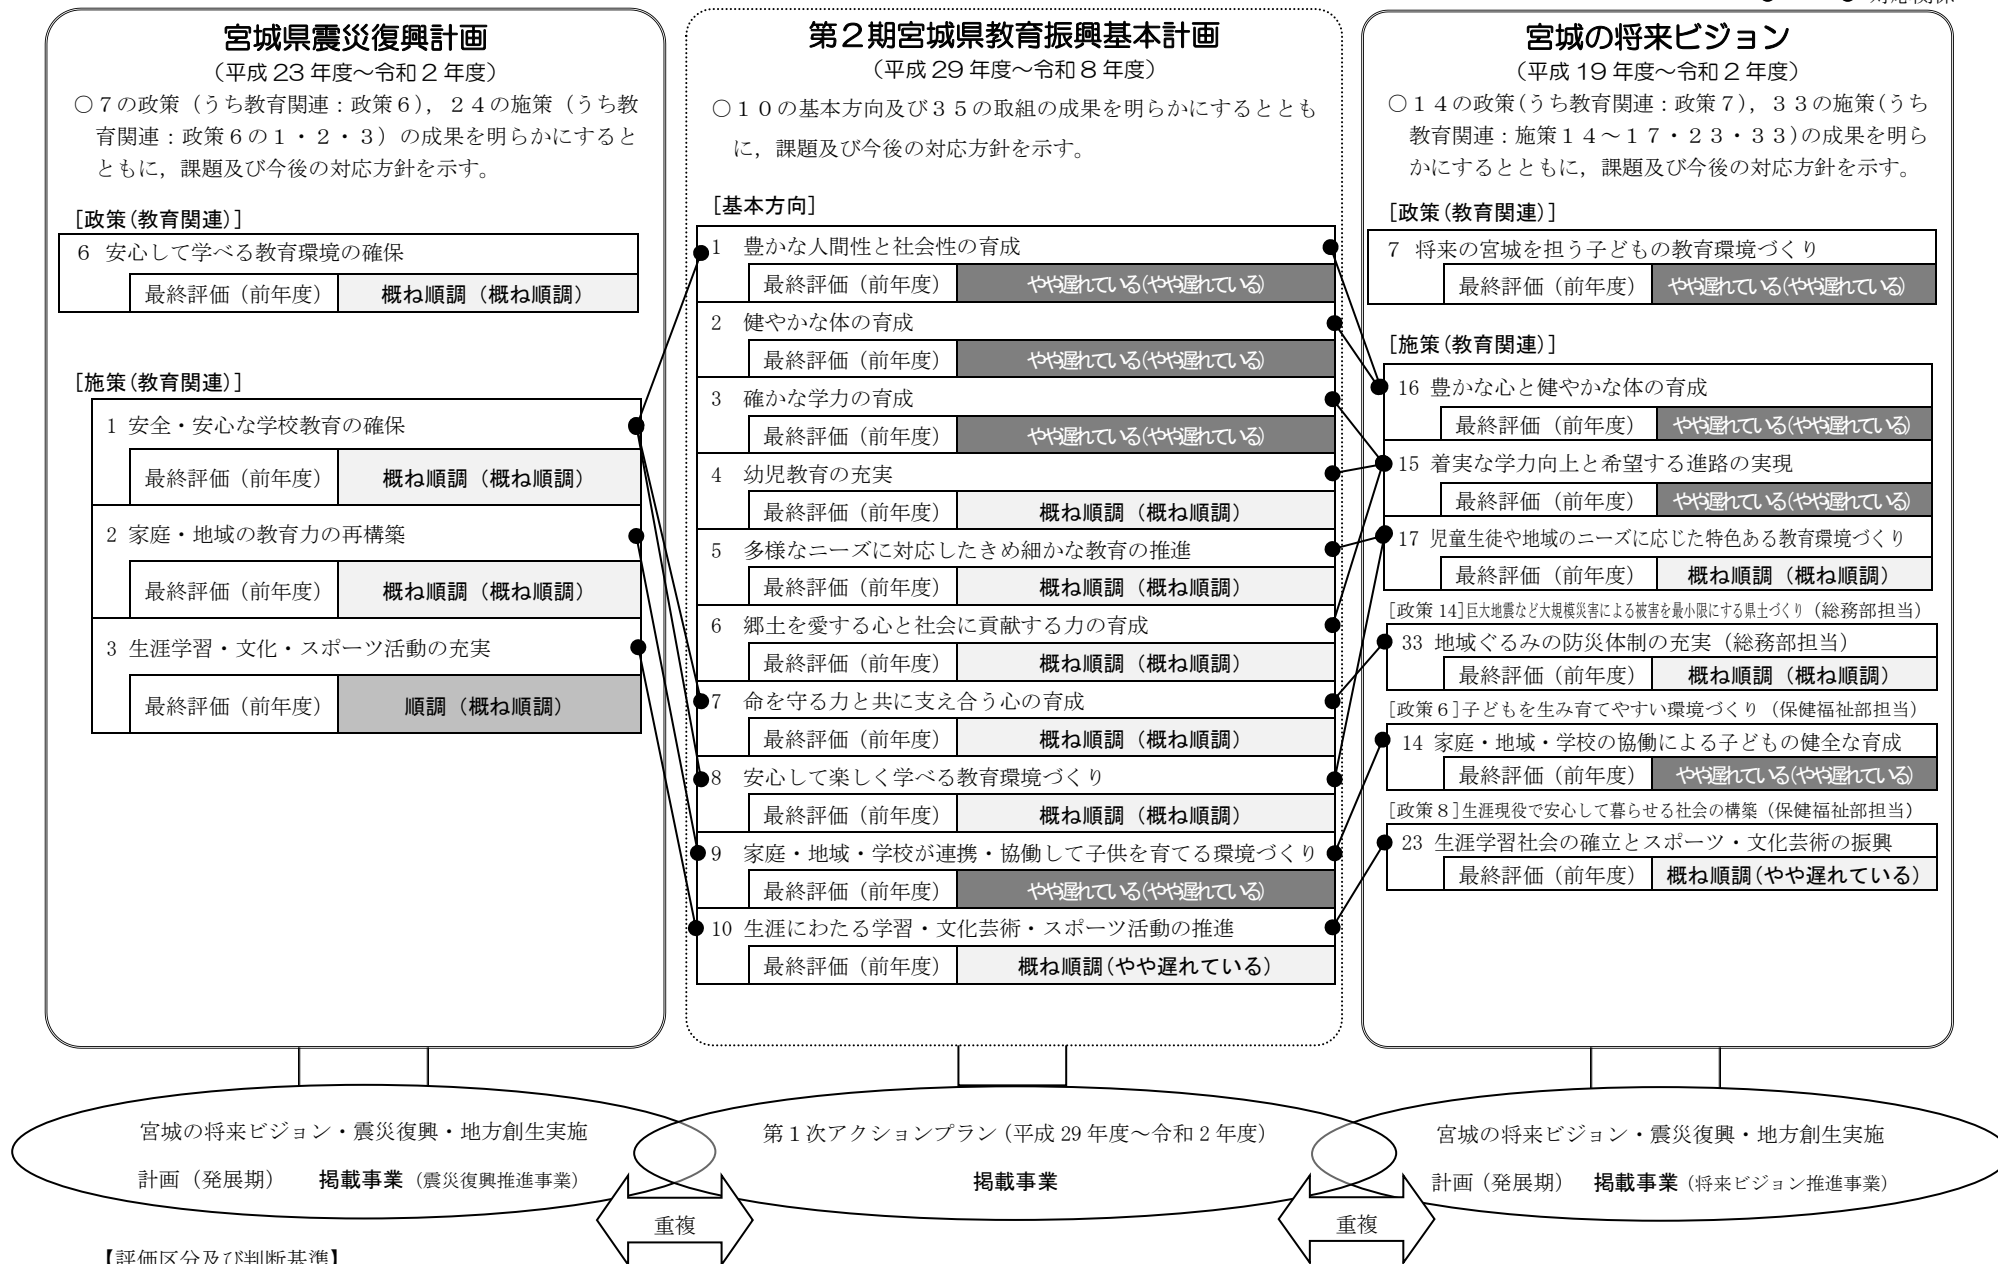 対応関係
宮城県震災復興計画
（平成 23 年度～令和 2 年度）
○７の政策（うち教育関連：政策６），２４の施策（うち教
育関連：政策６の１・２・３）の成果を明らかにすると
ともに，課題及び今後の対応方針を示す。
[政策(教育関連)]
6 安心して学べる教育環境の確保
最終評価（前年度） 概ね順調（概ね順調）
[施策(教育関連)]
1 安全・安心な学校教育の確保
最終評価（前年度） 概ね順調（概ね順調）
2 家庭・地域の教育力の再構築
最終評価（前年度） 概ね順調（概ね順調）
3 生涯学習・文化・スポーツ活動の充実
最終評価（前年度） 順調（概ね順調）
第２期宮城県教育振興基本計画
（平成 29 年度～令和 8 年度）
○１０の基本方向及び３５の取組の成果を明らかにするととも
に，課題及び今後の対応方針を示す。
[基本方向]
1 豊かな人間性と社会性の育成
最終評価（前年度） やや遅れている(やや遅れている)
2 健やかな体の育成
最終評価（前年度） やや遅れている(やや遅れている)
3 確かな学力の育成
最終評価（前年度） やや遅れている(やや遅れている)
4 幼児教育の充実
最終評価（前年度） 概ね順調（概ね順調）
5 多様なニーズに対応したきめ細かな教育の推進
最終評価（前年度） 概ね順調（概ね順調）
6 郷土を愛する心と社会に貢献する力の育成
最終評価（前年度） 概ね順調（概ね順調）
7 命を守る力と共に支え合う心の育成
最終評価（前年度） 概ね順調（概ね順調）
8 安心して楽しく学べる教育環境づくり
最終評価（前年度） 概ね順調（概ね順調）
9 家庭・地域・学校が連携・協働して子供を育てる環境づくり
最終評価（前年度） やや遅れている(やや遅れている)
10 生涯にわたる学習・文化芸術・スポーツ活動の推進
最終評価（前年度） 概ね順調(やや遅れている)
宮城の将来ビジョン
（平成 19 年度～令和 2 年度）
○１４の政策(うち教育関連：政策７)，３３の施策(うち
教育関連：施策１４～１７・２３・３３)の成果を明ら
かにするとともに，課題及び今後の対応方針を示す。
[政策(教育関連)]
7 将来の宮城を担う子どもの教育環境づくり
最終評価（前年度） やや遅れている(やや遅れている)
[施策(教育関連)]
16 豊かな心と健やかな体の育成
最終評価（前年度） やや遅れている(やや遅れている)
15 着実な学力向上と希望する進路の実現
最終評価（前年度） やや遅れている(やや遅れている)
17 児童生徒や地域のニーズに応じた特色ある教育環境づくり
最終評価（前年度） 概ね順調（概ね順調）
[政策 14]巨大地震など大規模災害による被害を最小限にする県土づくり（総務部担当）
33 地域ぐるみの防災体制の充実（総務部担当）
最終評価（前年度） 概ね順調（概ね順調）
[政策６]子どもを生み育てやすい環境づくり（保健福祉部担当）
14 家庭・地域・学校の協働による子どもの健全な育成
最終評価（前年度） やや遅れている(やや遅れている)
[政策８]生涯現役で安心して暮らせる社会の構築（保健福祉部担当）
23 生涯学習社会の確立とスポーツ・文化芸術の振興
最終評価（前年度） 概ね順調(やや遅れている)
宮城の将来ビジョン・震災復興・地方創生実施
計画（発展期） 掲載事業（震災復興推進事業）
重複
第１次アクションプラン（平成 29 年度～令和 2 年度）
掲載事業
重複
宮城の将来ビジョン・震災復興・地方創生実施
計画（発展期） 掲載事業（将来ビジョン推進事業）
【評価区分及び判断基準】